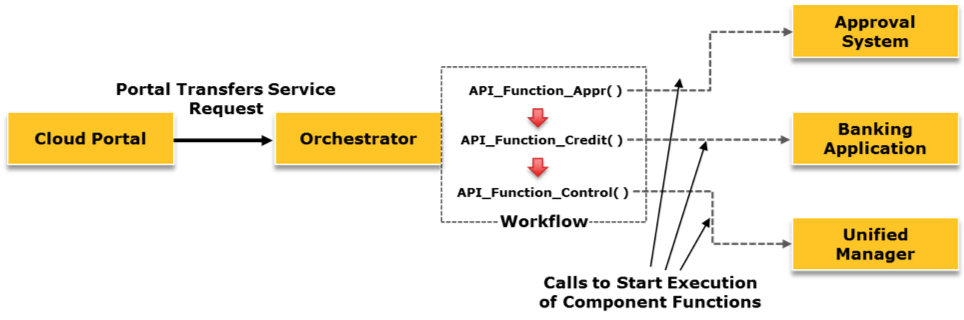 Approval
System
Portal Transfers Service
Request
API_Function_Appr( )
Cloud Portal
Orchestrator
API_Function_Credit( )
Banking
Application
API_Function_Control( )
Workflow
Unified
Manager
Calls to Start Execution
of Component Functions